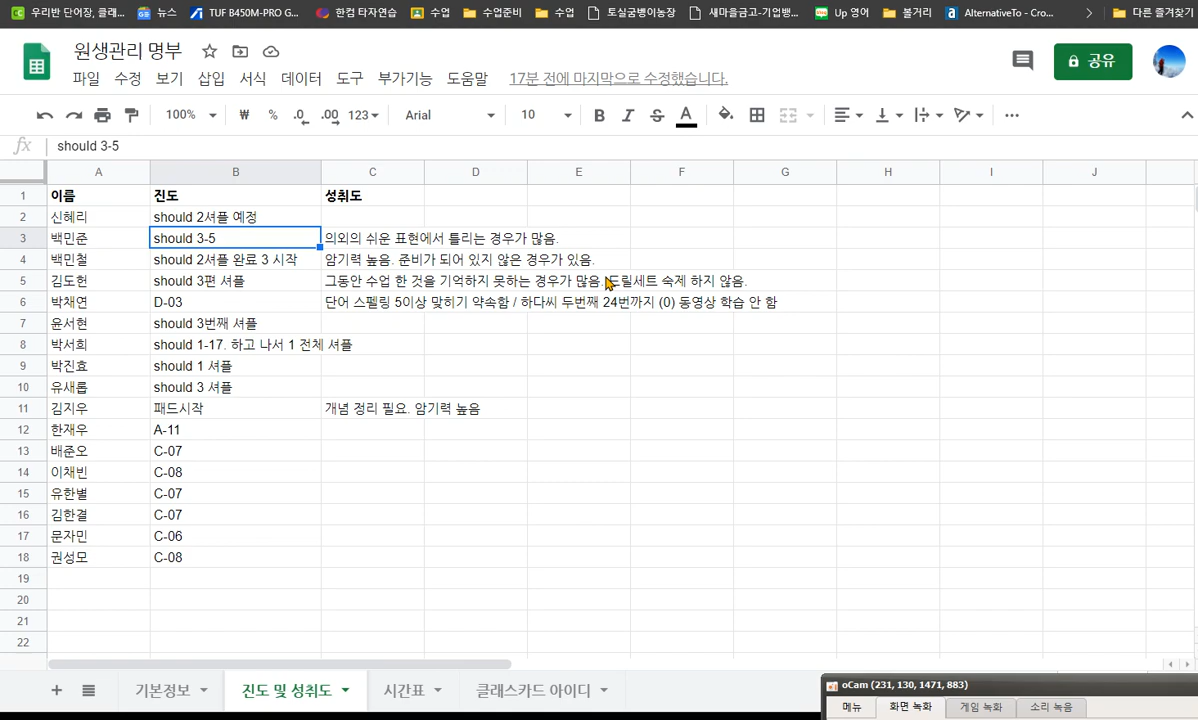 우리반 단어장, 클래... 뉴스 TUF B450M-PRO G... 한컴 타자연습 수업 수업준비 수업 토실궁뱅이농장 새마을금고-기업뱅... Up 영어 볼거리 AlternativeTo - Cro... 다른 즐겨찾기
원생관리 명부
파일 수정 보기 삽입 서식 데이터 도구 부가기능 도움말 17분 전에 마지막으로 수정했습니다. 공유
100% ₩ % .0 .00 123 Arial 10 B I S A
fx should 3-5
A B C D E F G H I J
1 이름 진도 성취도
2 신혜리 should 2셔플 예정
3 백민준 should 3-5 의외의 쉬운 표현에서 틀리는 경우가 많음.
4 백민철 should 2셔플 완료 3 시작 암기력 높음. 준비가 되어 있지 않은 경우가 있음.
5 김도헌 should 3편 셔플 그동안 수업 한 것을 기억하지 못하는 경우가 많음. 드릴세트 숙제 하지 않음.
6 박채연 D-03 단어 스펠링 5이상 맞히기 약속함 / 하다씨 두번째 24번까지 (0) 동영상 학습 안 함
7 윤서현 should 3번째 셔플
8 박서희 should 1-17. 하고 나서 1 전체 셔플
9 박진효 should 1 셔플
10 유새롭 should 3 셔플
11 김지우 패드시작 개념 정리 필요. 암기력 높음
12 한재우 A-11
13 배준오 C-07
14 이채빈 C-08
15 유한별 C-07
16 김한결 C-07
17 문자민 C-06
18 권성모 C-08
19
20
21
22
기본정보 진도 및 성취도 시간표 클래스카드 아이디
oCam (231, 130, 1471, 883)
메뉴 화면 녹화 게임 녹화 소리 녹음